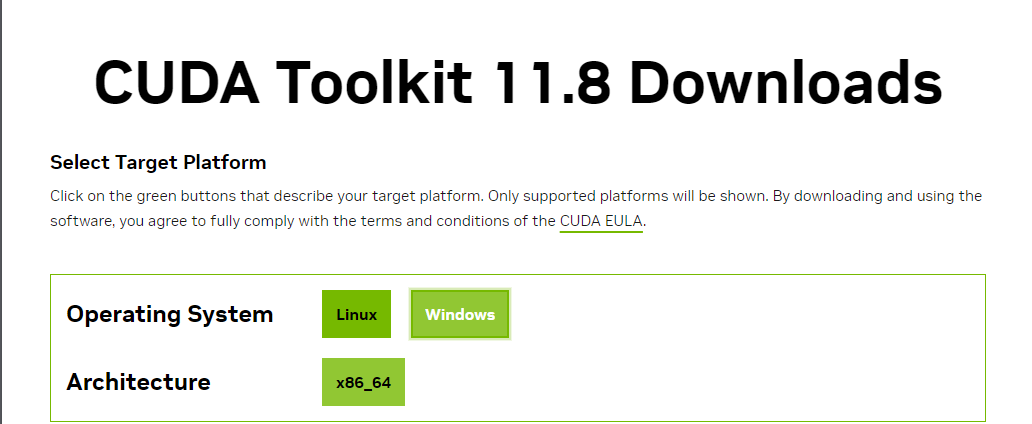 CUDA Toolkit 11.8 Downloads
Select Target Platform
Click on the green buttons that describe your target platform. Only supported platforms will be shown. By downloading and using the
software, you agree to fully comply with the terms and conditions of the CUDA EULA.
Operating System Linux Windows
Architecture x86_64